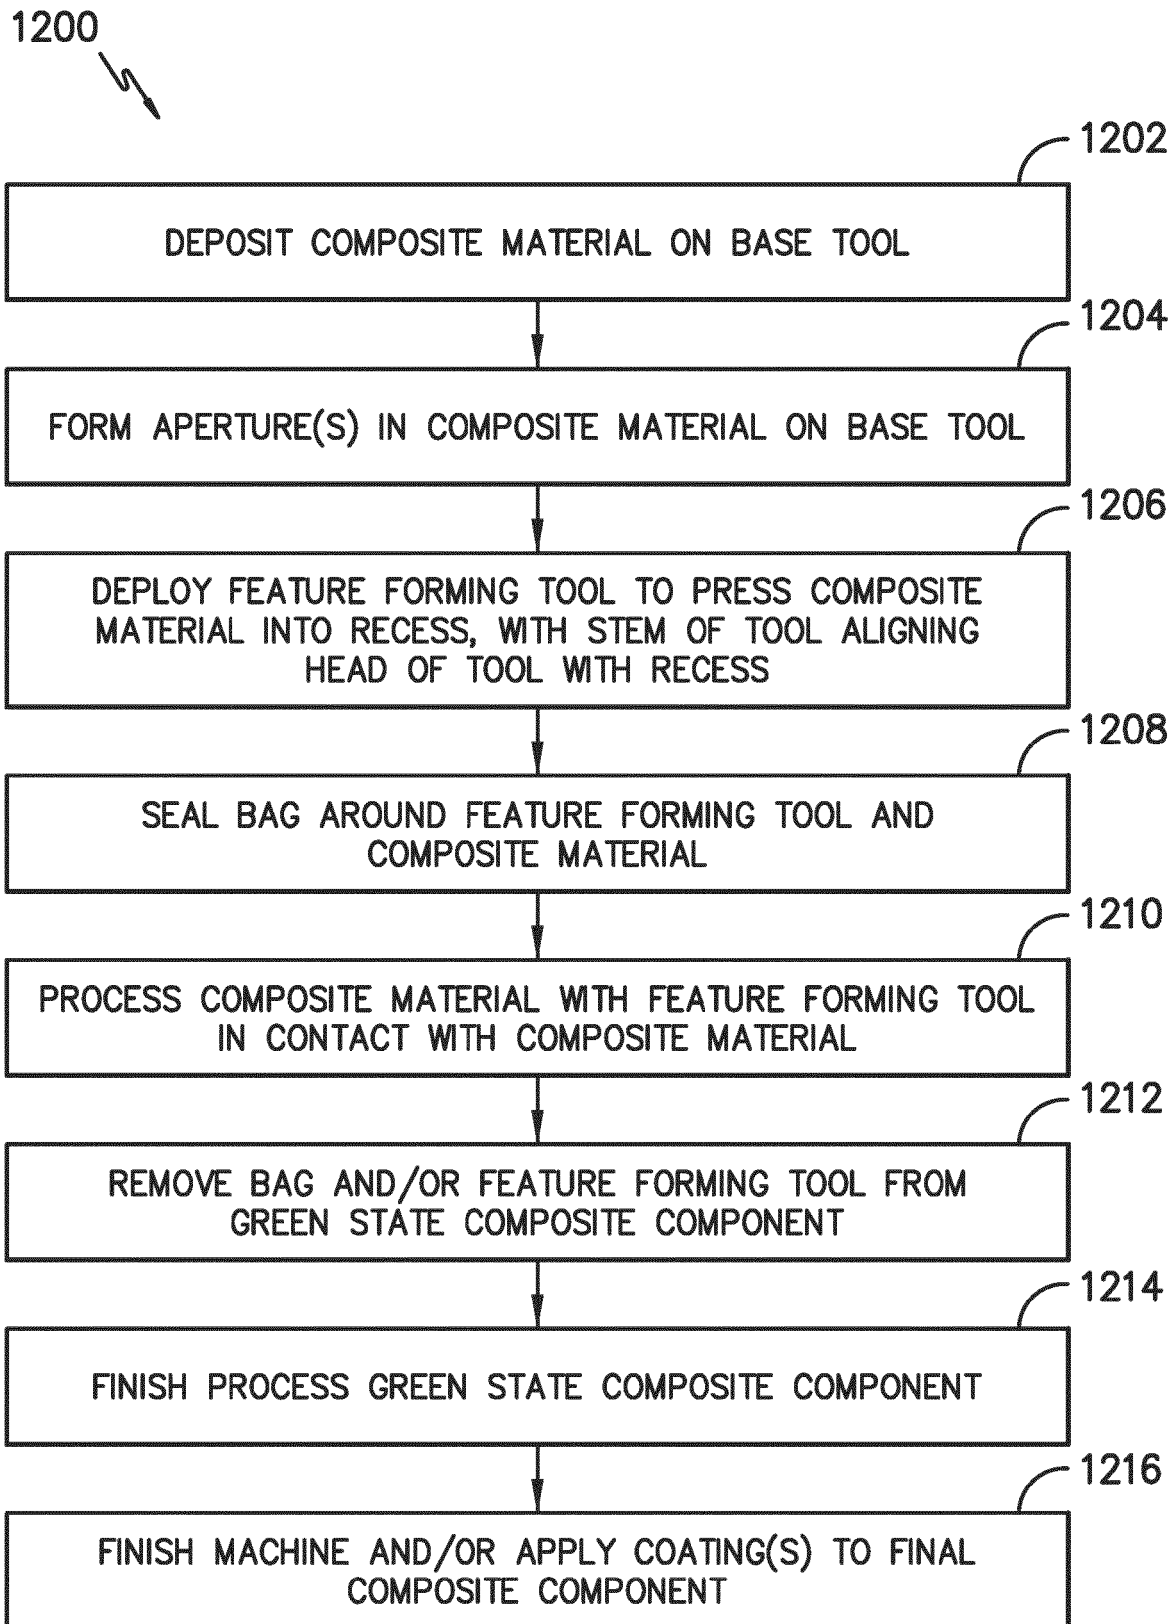 1200
1202
DEPOSIT COMPOSITE MATERIAL ON BASE TOOL
1204
FORM APERTURE(S) IN COMPOSITE MATERIAL ON BASE TOOL
1206
DEPLOY FEATURE FORMING TOOL TO PRESS COMPOSITE
MATERIAL INTO RECESS, WITH STEM OF TOOL ALIGNING
HEAD OF TOOL WITH RECESS
1208
SEAL BAG AROUND FEATURE FORMING TOOL AND
COMPOSITE MATERIAL
1210
PROCESS COMPOSITE MATERIAL WITH FEATURE FORMING TOOL
IN CONTACT WITH COMPOSITE MATERIAL
1212
REMOVE BAG AND/OR FEATURE FORMING TOOL FROM
GREEN STATE COMPOSITE COMPONENT
1214
FINISH PROCESS GREEN STATE COMPOSITE COMPONENT
1216
FINISH MACHINE AND/OR APPLY COATING(S) TO FINAL
COMPOSITE COMPONENT